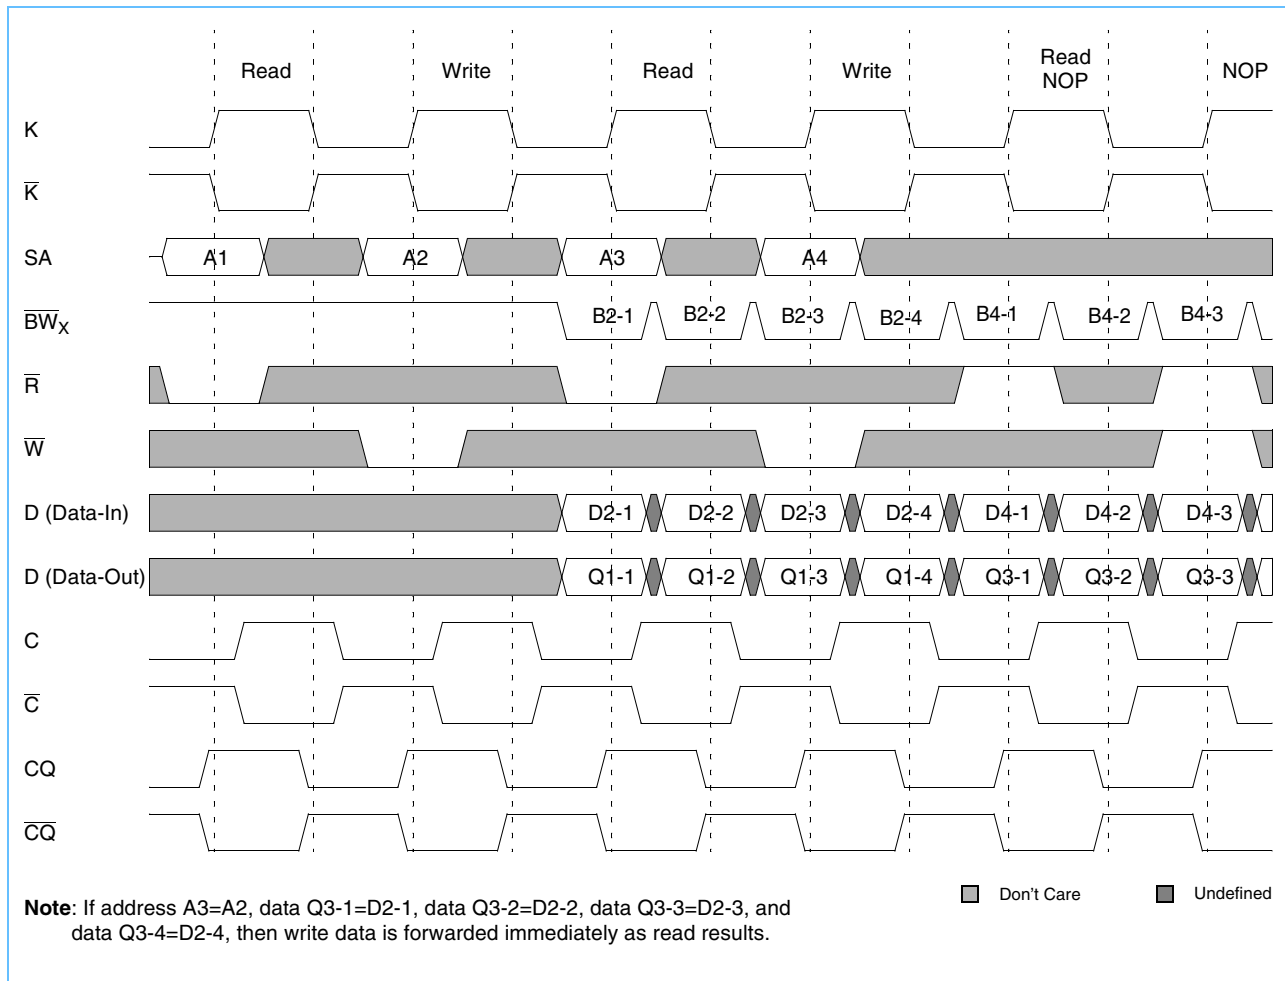 Read Write Read Write Read NOP
NOP
K
K̅
SA A1 A2 A3 A4
B̅W̅X B2-1 B2-2 B2-3 B2-4 B4-1 B4-2 B4-3
R̅
W̅
D (Data-In) D2-1 D2-2 D2-3 D2-4 D4-1 D4-2 D4-3
D (Data-Out) Q1-1 Q1-2 Q1-3 Q1-4 Q3-1 Q3-2 Q3-3
C
C̅
CQ
C̅Q̅
Don't Care Undefined
Note: If address A3=A2, data Q3-1=D2-1, data Q3-2=D2-2, data Q3-3=D2-3, and
data Q3-4=D2-4, then write data is forwarded immediately as read results.